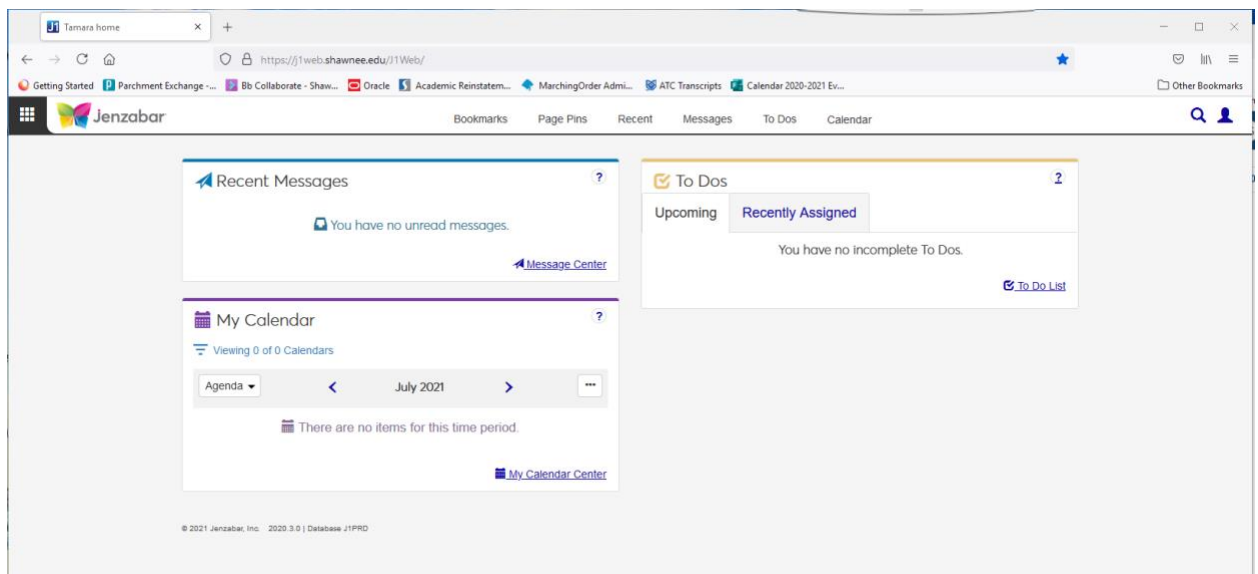 J1 Tamara home
https://j1web.shawnee.edu/J1Web/
Getting Started Parchment Exchange -... Bb Collaborate - Shaw... Oracle Academic Reinstatem... MarchingOrder Admi... ATC Transcripts Calendar 2020-2021 Ev... Other Bookmarks
Jenzabar Bookmarks Page Pins Recent Messages To Dos Calendar
Recent Messages ?
You have no unread messages.
Message Center
To Dos ?
Upcoming Recently Assigned
You have no incomplete To Dos.
To Do List
My Calendar ?
Viewing 0 of 0 Calendars
Agenda July 2021
There are no items for this time period.
My Calendar Center
© 2021 Jenzabar, Inc. 2020.3.0 | Database J1PRD